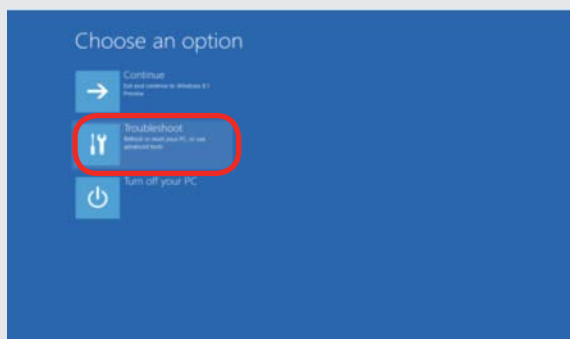 Choose an option
Continue
Exit and continue to Windows 8.1
Preview
Troubleshoot
Refresh or reset your PC, or use
advanced tools
Turn off your PC